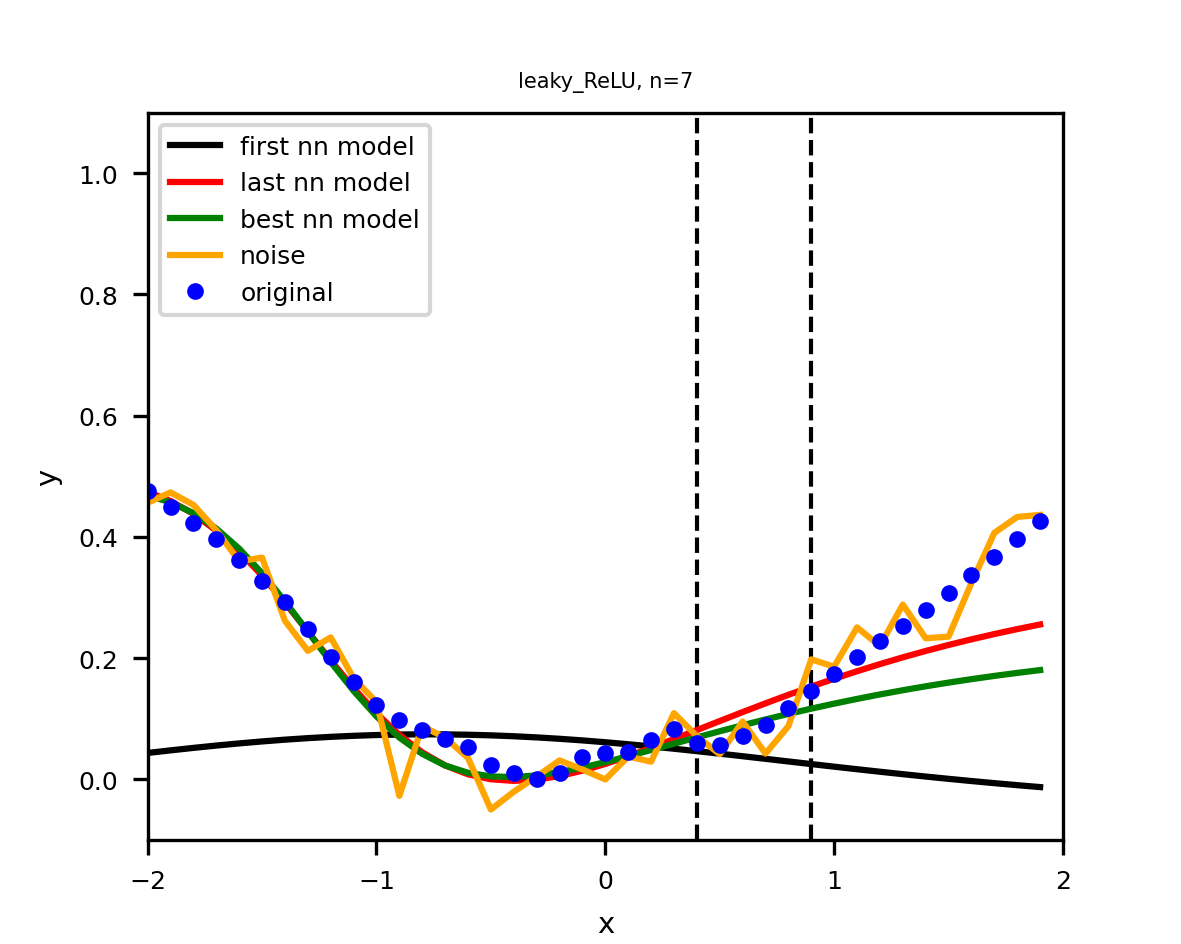 leaky_ReLU, n=7
first nn model
last nn model
best nn model
noise
original
1.0
0.8
0.6
0.4
0.2
0.0
y
−2
−1
0
1
2
x